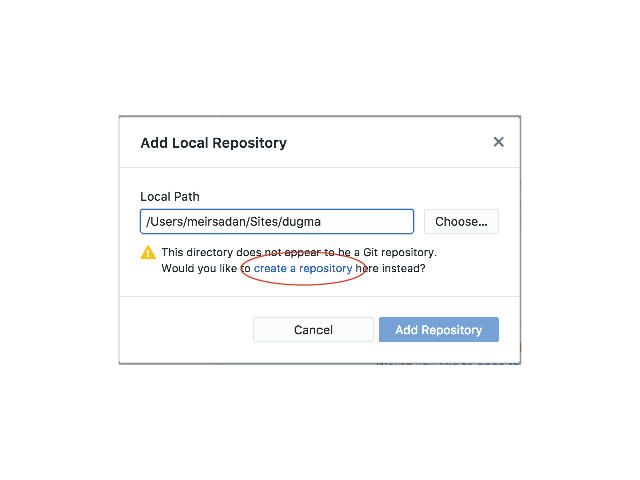 Add Local Repository
Local Path
/Users/meirsadan/Sites/dugma
Choose...
This directory does not appear to be a Git repository.
Would you like to create a repository here instead?
Cancel
Add Repository